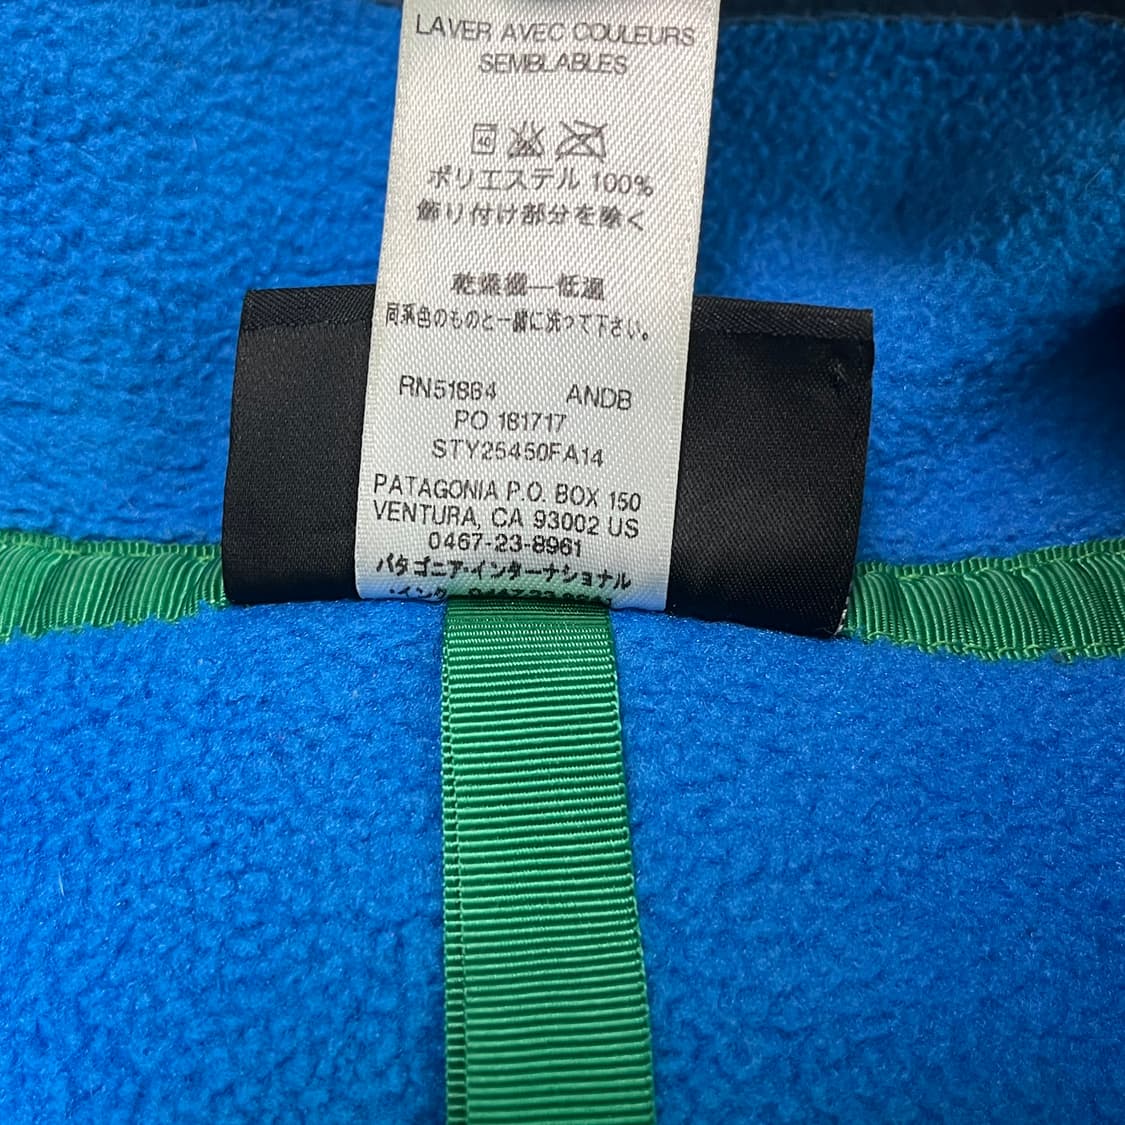 LAVER AVEC COULEURS
SEMBLABLES
40
ポリエステル 100%
飾り付け部分を除く
乾燥機―低温
同系色のものと一緒に洗って下さい。
RN51884 ANDB
PO 181717
STY25450FA14
PATAGONIA P.O. BOX 150
VENTURA, CA 93002 US
0467-23-8961
パタゴニア・インターナショナル